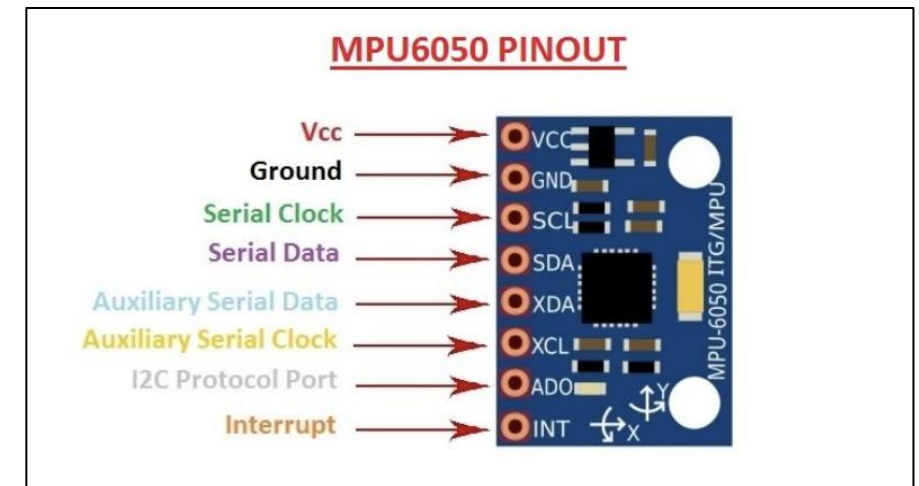 MPU6050 PINOUT
Vcc
VCC
Ground
GND
Serial Clock
SCL
Serial Data
SDA
Auxiliary Serial Data
XDA
Auxiliary Serial Clock
XCL
I2C Protocol Port
ADO
Interrupt
INT
X
Y
MPU-6050 ITG/MPU